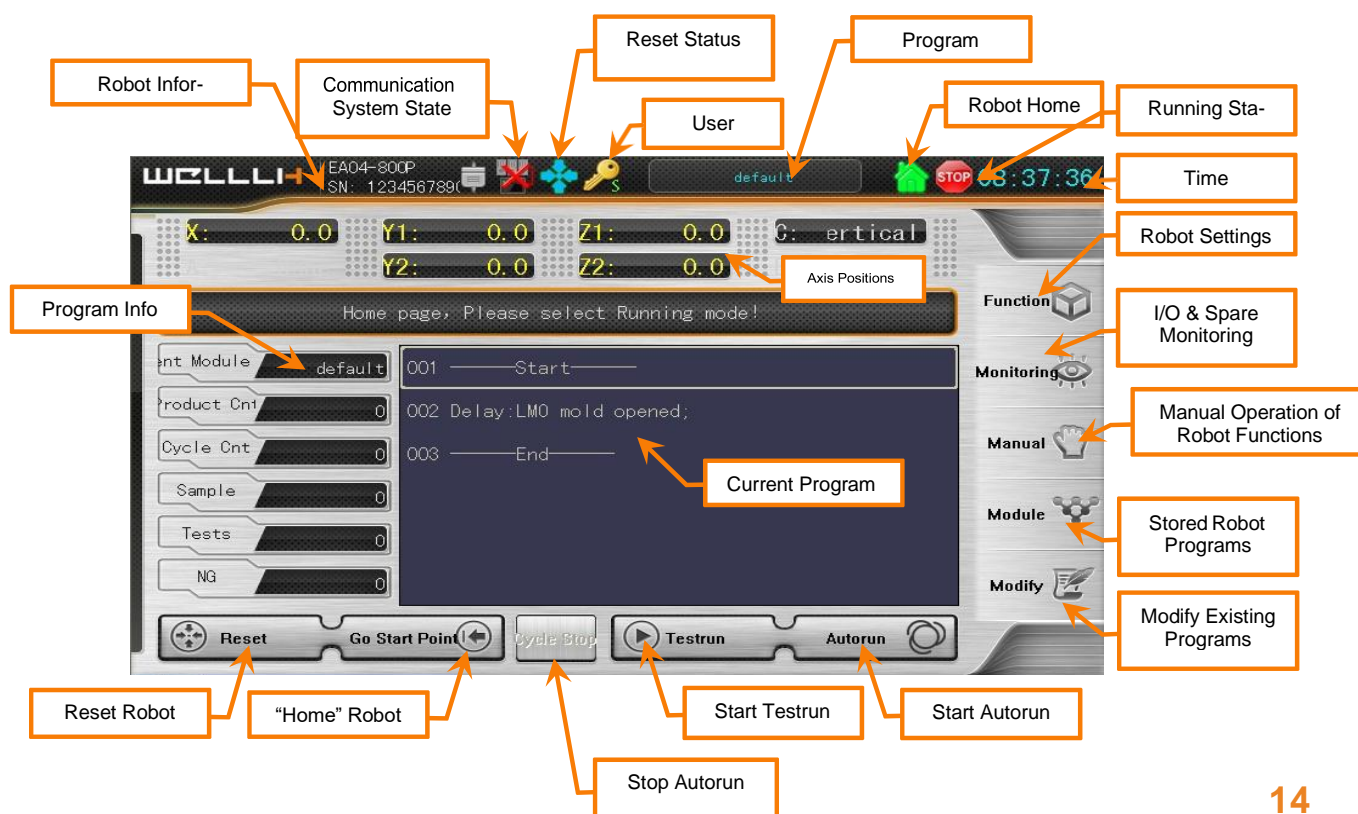 Reset Status
Program
Robot Infor-
Communication
System State
User
Robot Home
Running Sta-
WELLLIH
EA04-800P
SN: 123456789(
S
default
STOP
08:37:36
Time
X: 0.0
Y1: 0.0
Z1: 0.0
C: ertical
Y2: 0.0
Z2: 0.0
Axis Positions
Robot Settings
Program Info
Home page, Please select Running mode!
Function
I/O & Spare
Monitoring
ent Module
default
001 ———Start———
Monitoring
Product Cnt
0
002 Delay:LM0 mold opened;
Manual Operation of
Robot Functions
Cycle Cnt
0
003 ———End———
Manual
Current Program
Sample
0
Module
Stored Robot
Programs
Tests
0
NG
0
Modify
Modify Existing
Programs
Reset
Go Start Point
Cycle Stop
Testrun
Autorun
Reset Robot
“Home” Robot
Start Testrun
Start Autorun
Stop Autorun
14